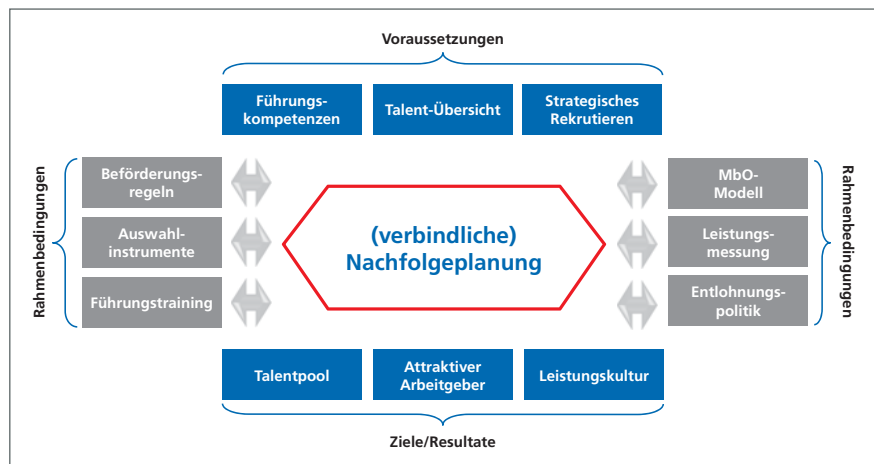 Voraussetzungen
Führungs-
kompetenzen
Talent-Übersicht
Strategisches
Rekrutieren
Rahmenbedingungen
Beförderungs-
regeln
Auswahl-
instrumente
Führungstraining
(verbindliche)
Nachfolgeplanung
MbO-
Modell
Leistungs-
messung
Entlohnungs-
politik
Rahmenbedingungen
Talentpool
Attraktiver
Arbeitgeber
Leistungskultur
Ziele/Resultate